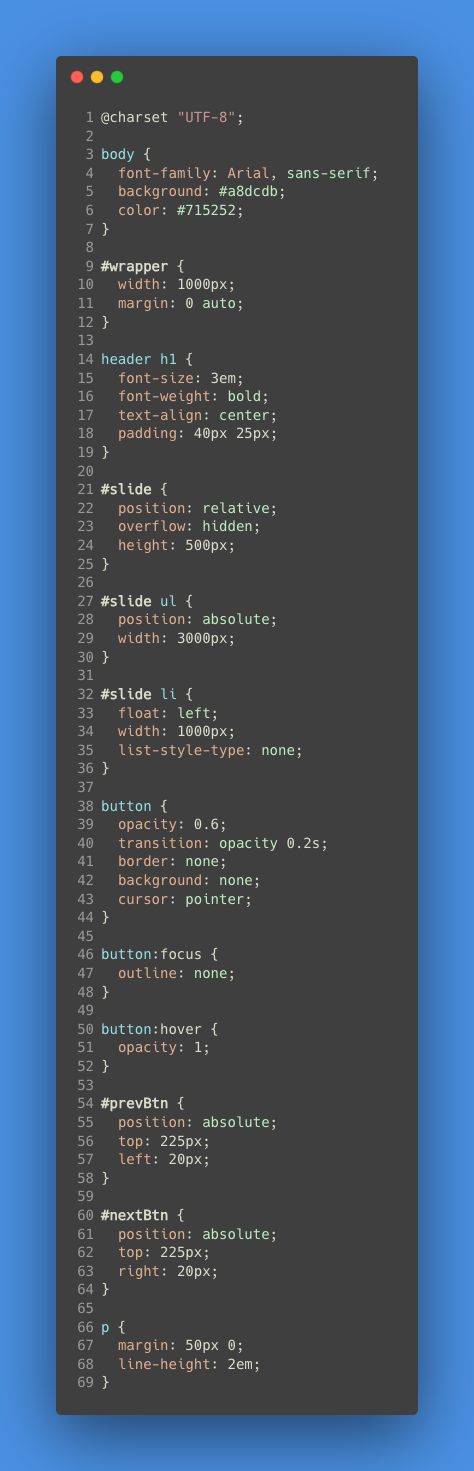 1 @charset "UTF-8";
2
3 body {
4   font-family: Arial, sans-serif;
5   background: #a8dcdb;
6   color: #715252;
7 }
8
9 #wrapper {
10   width: 1000px;
11   margin: 0 auto;
12 }
13
14 header h1 {
15   font-size: 3em;
16   font-weight: bold;
17   text-align: center;
18   padding: 40px 25px;
19 }
20
21 #slide {
22   position: relative;
23   overflow: hidden;
24   height: 500px;
25 }
26
27 #slide ul {
28   position: absolute;
29   width: 3000px;
30 }
31
32 #slide li {
33   float: left;
34   width: 1000px;
35   list-style-type: none;
36 }
37
38 button {
39   opacity: 0.6;
40   transition: opacity 0.2s;
41   border: none;
42   background: none;
43   cursor: pointer;
44 }
45
46 button:focus {
47   outline: none;
48 }
49
50 button:hover {
51   opacity: 1;
52 }
53
54 #prevBtn {
55   position: absolute;
56   top: 225px;
57   left: 20px;
58 }
59
60 #nextBtn {
61   position: absolute;
62   top: 225px;
63   right: 20px;
64 }
65
66 p {
67   margin: 50px 0;
68   line-height: 2em;
69 }